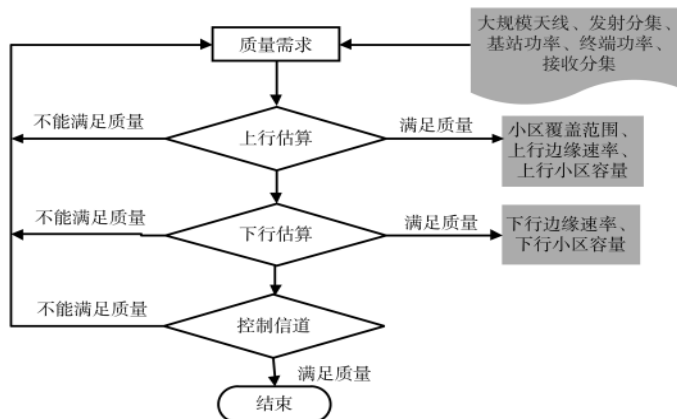 质量需求
大规模天线、发射分集、
基站功率、终端功率、
接收分集
不能满足质量
上行估算
满足质量
小区覆盖范围、
上行边缘速率、
上行小区容量
不能满足质量
下行估算
满足质量
下行边缘速率、
下行小区容量
不能满足质量
控制信道
满足质量
结束